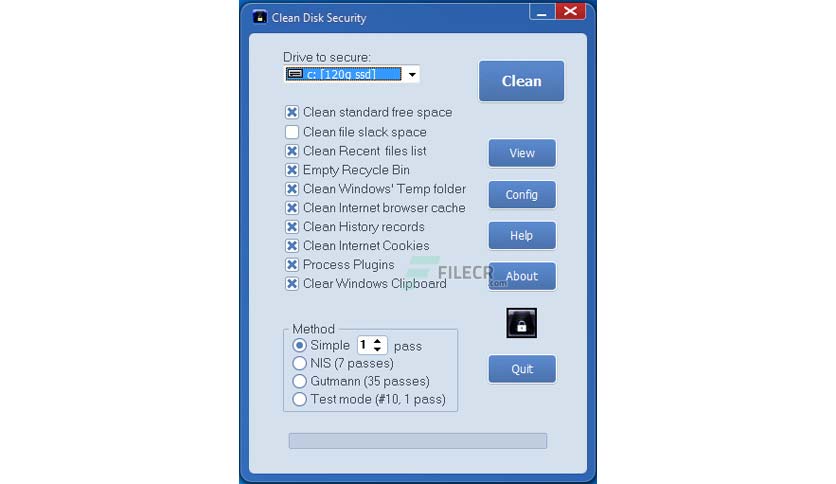 Clean Disk Security
Drive to secure:
c: [120g ssd]
Clean
Clean standard free space
Clean file slack space
Clean Recent files list
Empty Recycle Bin
Clean Windows' Temp folder
Clean Internet browser cache
Clean History records
Clean Internet Cookies
Process Plugins
Clear Windows Clipboard
View
Config
Help
About
FILECR
.com
Method
Simple 1 pass
NIS (7 passes)
Gutmann (35 passes)
Test mode (#10, 1 pass)
Quit